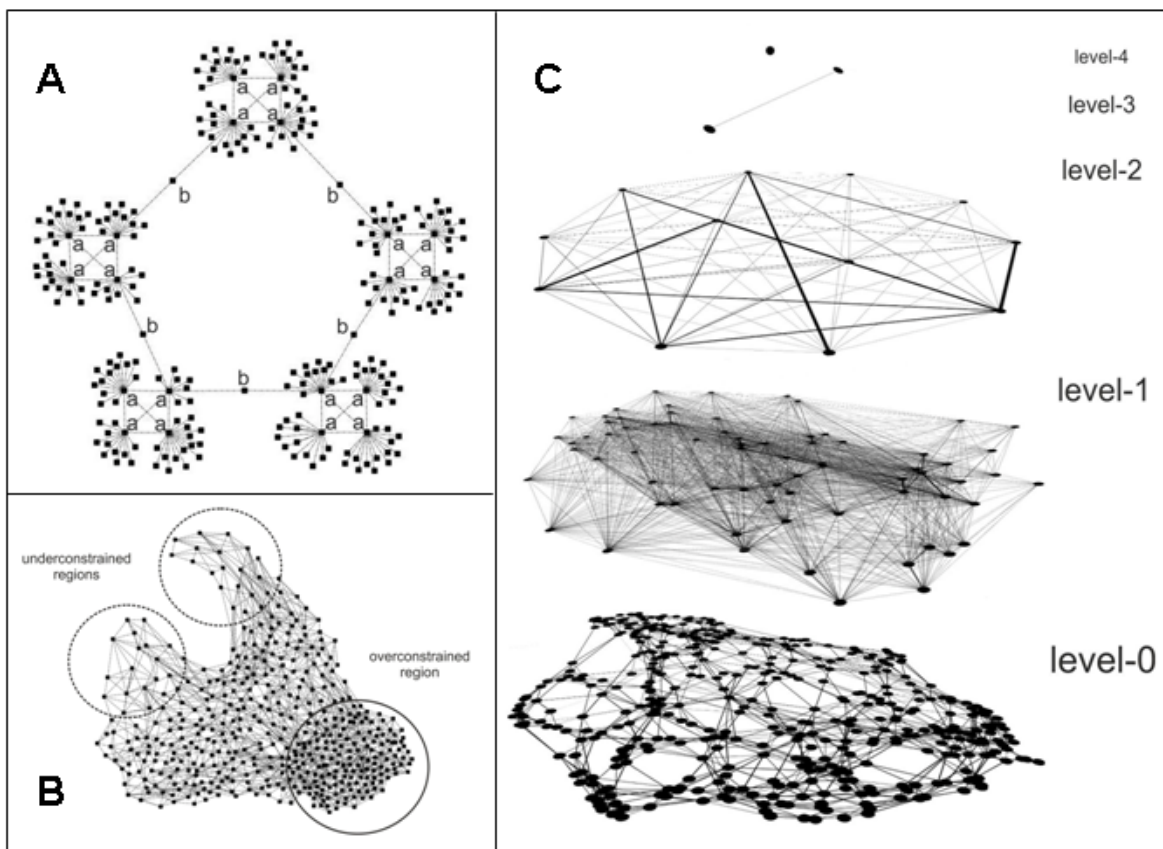 A
a a
a a
b
b
a a
a a
a a
a a
b
b
b
a a
a a
a a
a a
underconstrained
regions
overconstrained
region
B
C
level-4
level-3
level-2
level-1
level-0